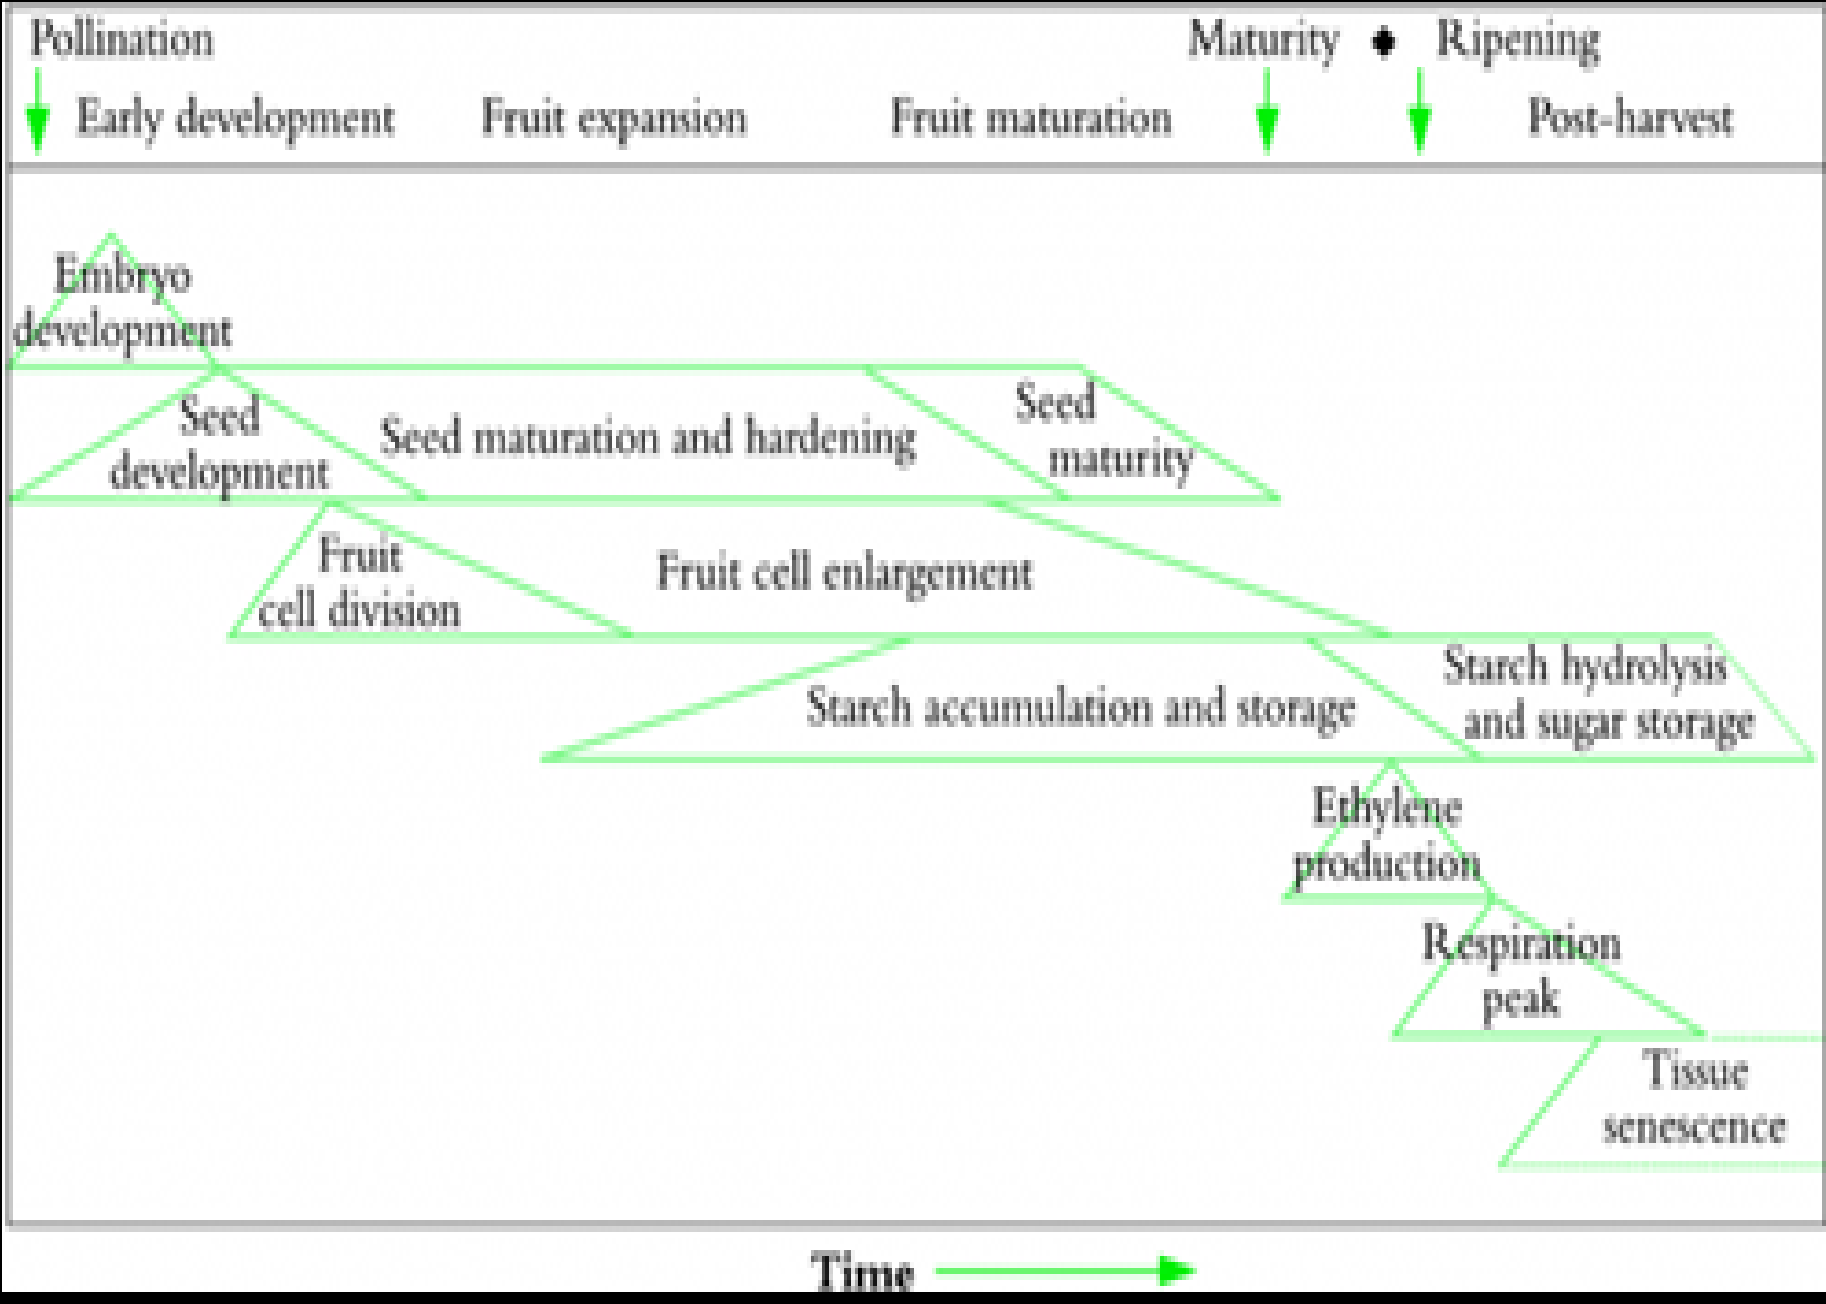 Pollination
Maturity ♦ Ripening
Early development Fruit expansion Fruit maturation Post-harvest
Embryo
development
Seed
development
Seed maturation and hardening
Seed
maturity
Fruit
cell division
Fruit cell enlargement
Starch accumulation and storage
Starch hydrolysis
and sugar storage
Ethylene
production
Respiration
peak
Tissue
senescence
Time